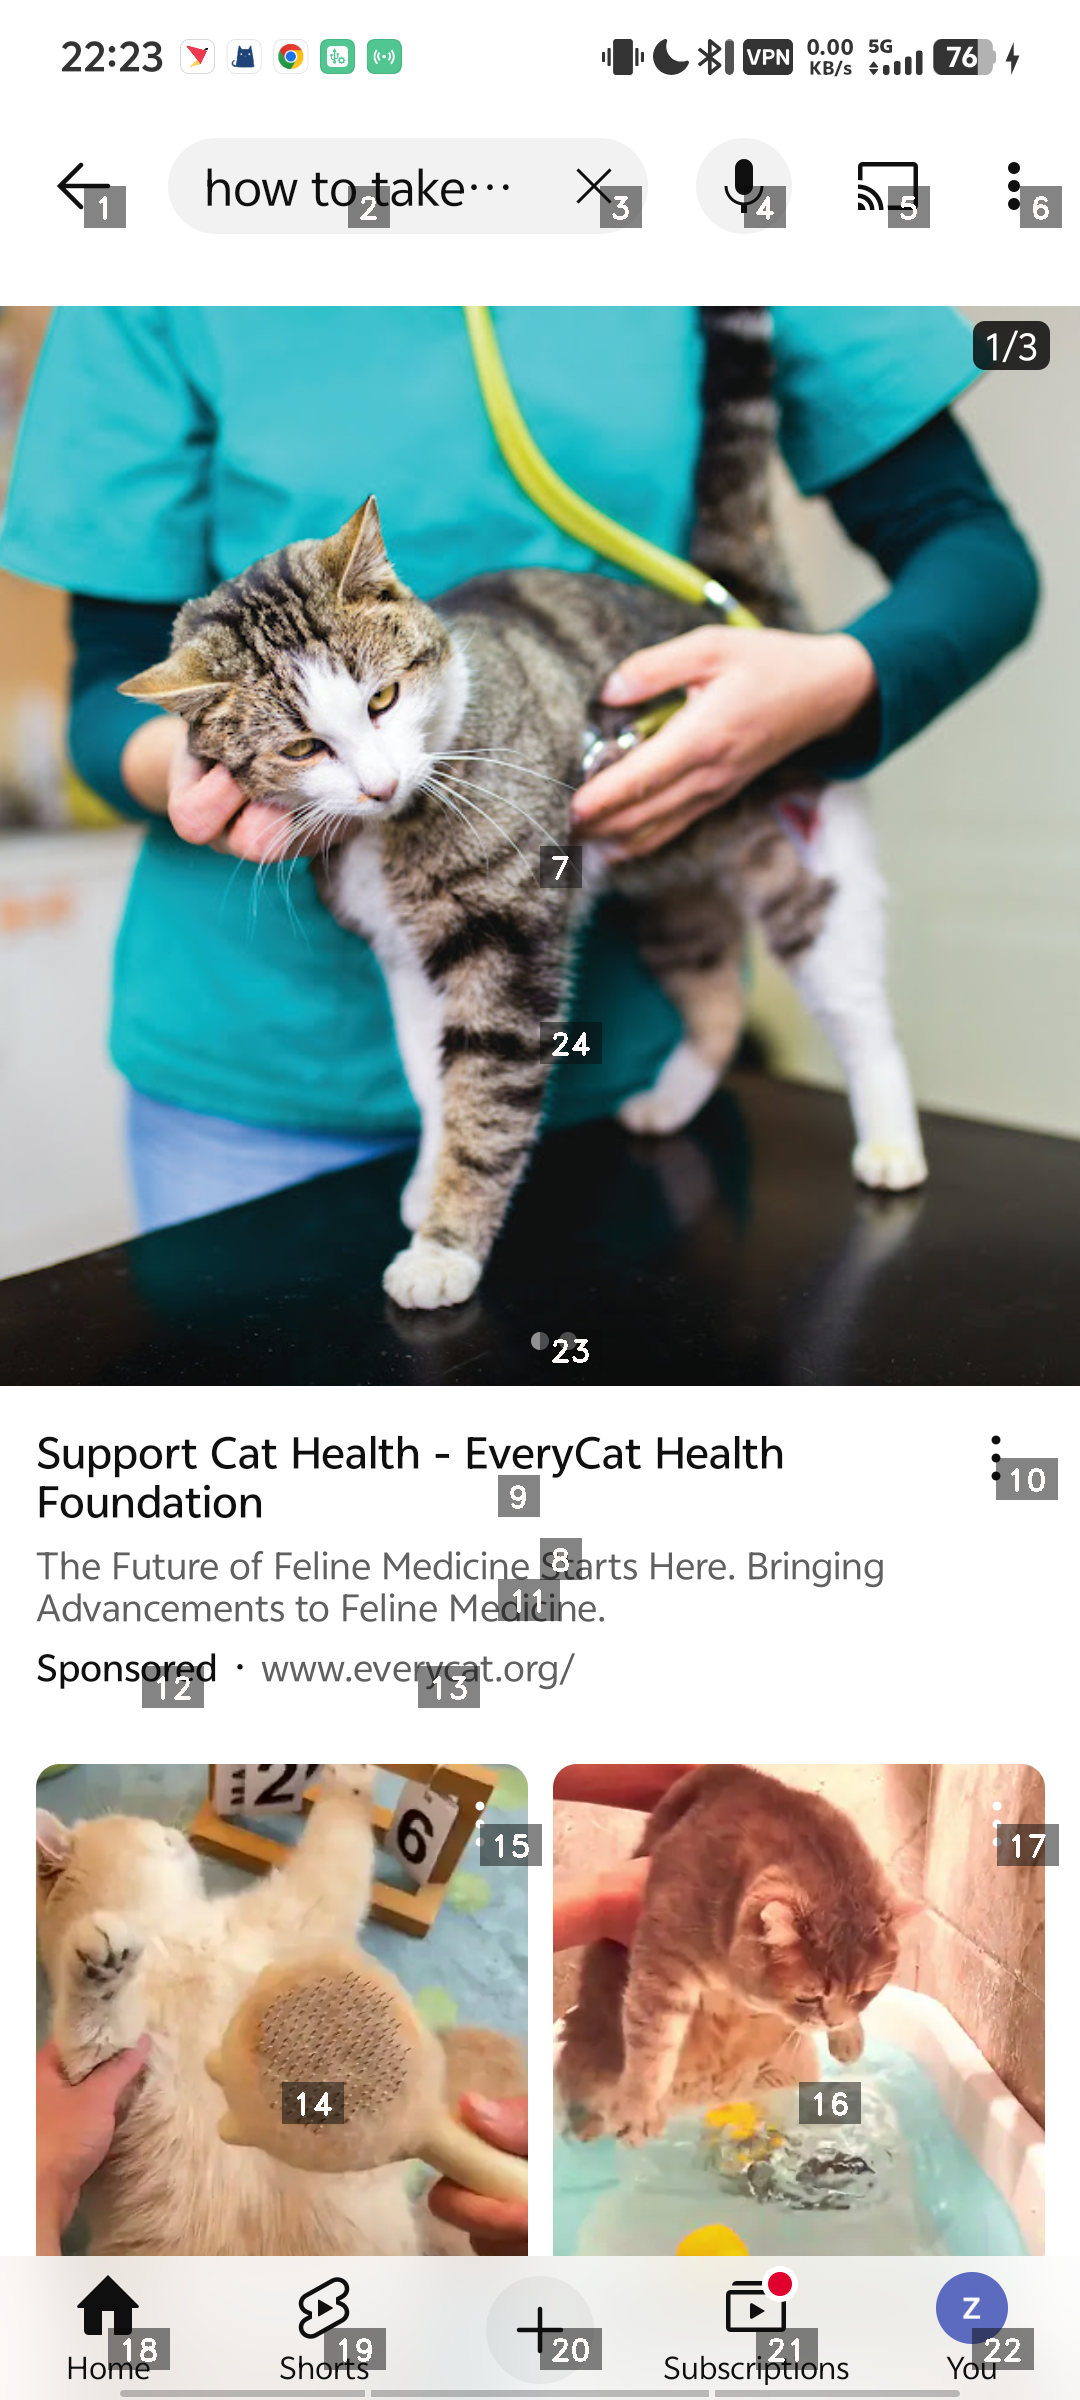 22:23
VPN
0.00
KB/s
5G
76
how to take···
1
2
3
4
5
6
1/3
7
24
23
Support Cat Health - EveryCat Health
Foundation
9
10
The Future of Feline Medicine Starts Here. Bringing
Advancements to Feline Medicine.
8
11
Sponsored · www.everycat.org/
12
13
2
6
15
17
14
16
Home
Shorts
Subscriptions
Z
You
18
19
20
21
22